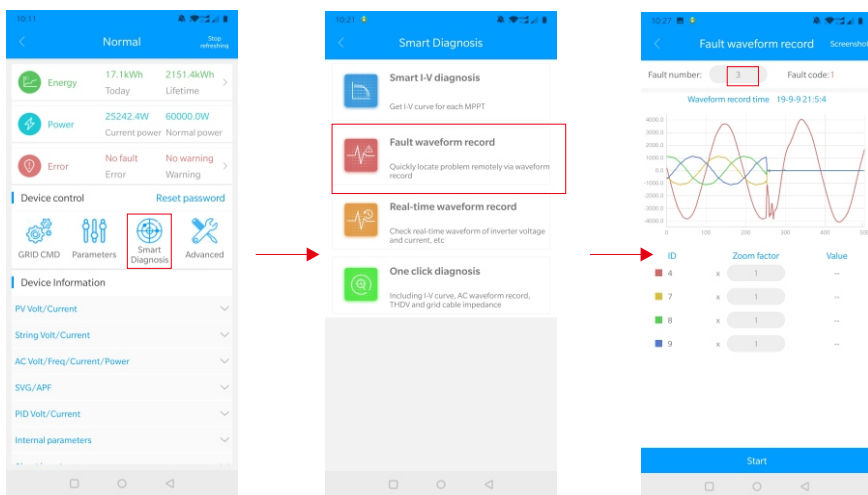 10:11
Normal
Stop
refreshing
Energy
17.1kWh
2151.4kWh
Today
Lifetime
Power
25242.4W
60000.0W
Current power
Normal power
Error
No fault
No warning
Error
Warning
Device control
Reset password
GRID CMD
Parameters
Smart
Diagnosis
Advanced
Device Information
PV Volt/Current
String Volt/Current
AC Volt/Freq/Current/Power
SVG/APF
PID Volt/Current
Internal parameters
10:21
Smart Diagnosis
Smart I-V diagnosis
Get I-V curve for each MPPT
Fault waveform record
Quickly locate problem remotely via waveform
record
Real-time waveform record
Check real-time waveform of inverter voltage
and current, etc
One click diagnosis
Including I-V curve, AC waveform record,
THDV and grid cable impedance
10:27
Fault waveform record
Screenshot
Fault number:
3
Fault code:1
Waveform record time 19-9-9 21:5:4
4000.0
3000.0
2000.0
1000.0
0.0
-1000.0
-2000.0
-3000.0
-4000.0
0
100
200
300
400
500
ID
Zoom factor
Value
4
x
1
--
7
x
1
--
8
x
1
--
9
x
1
--
Start